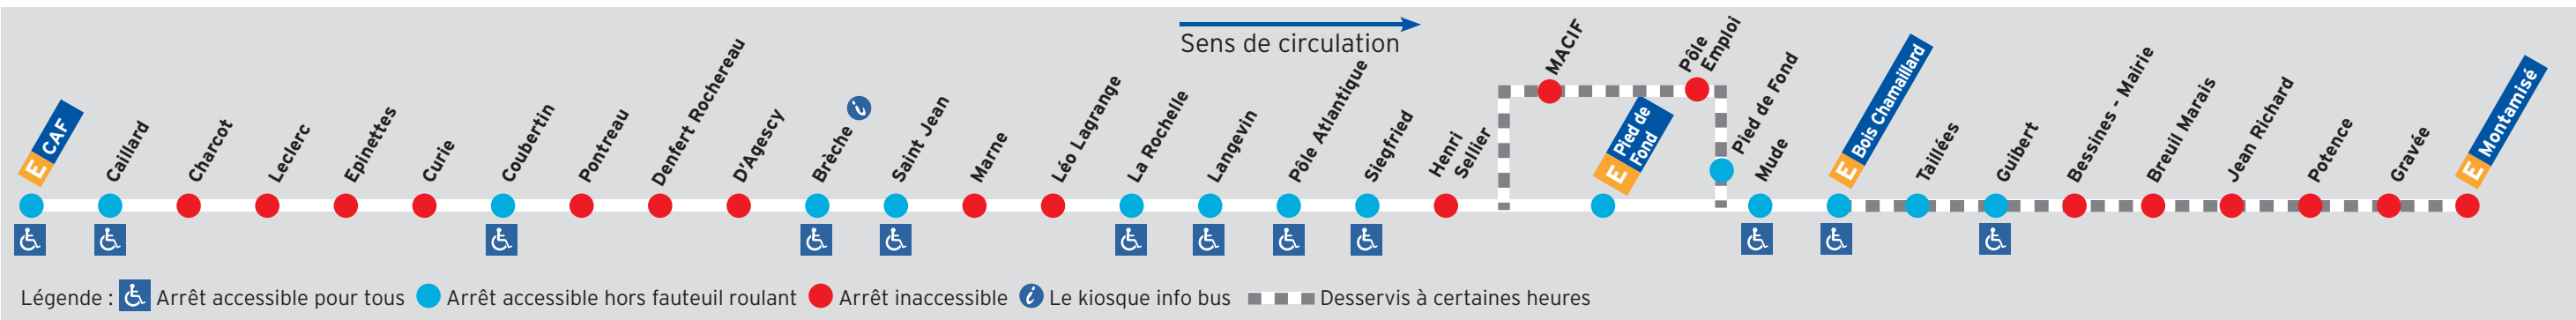 Sens de circulation
E CAF
Caillard
Charcot
Leclerc
Epinettes
Curie
Coubertin
Pontreau
Denfert Rochereau
D'Agescy
Brèche i
Saint Jean
Marne
Léo Lagrange
La Rochelle
Langevin
Pôle Atlantique
Siegfried
Henri
Sellier
MACIF
E Pied de
Fond
Pôle
Emploi
Pied de Fond
Mude
E Bois Chamaillard
Taillées
Guibert
Bessines - Mairie
Breuil Marais
Jean Richard
Potence
Gravée
E Montamisé
Légende : Arrêt accessible pour tous Arrêt accessible hors fauteuil roulant Arrêt inaccessible i Le kiosque info bus Desservis à certaines heures